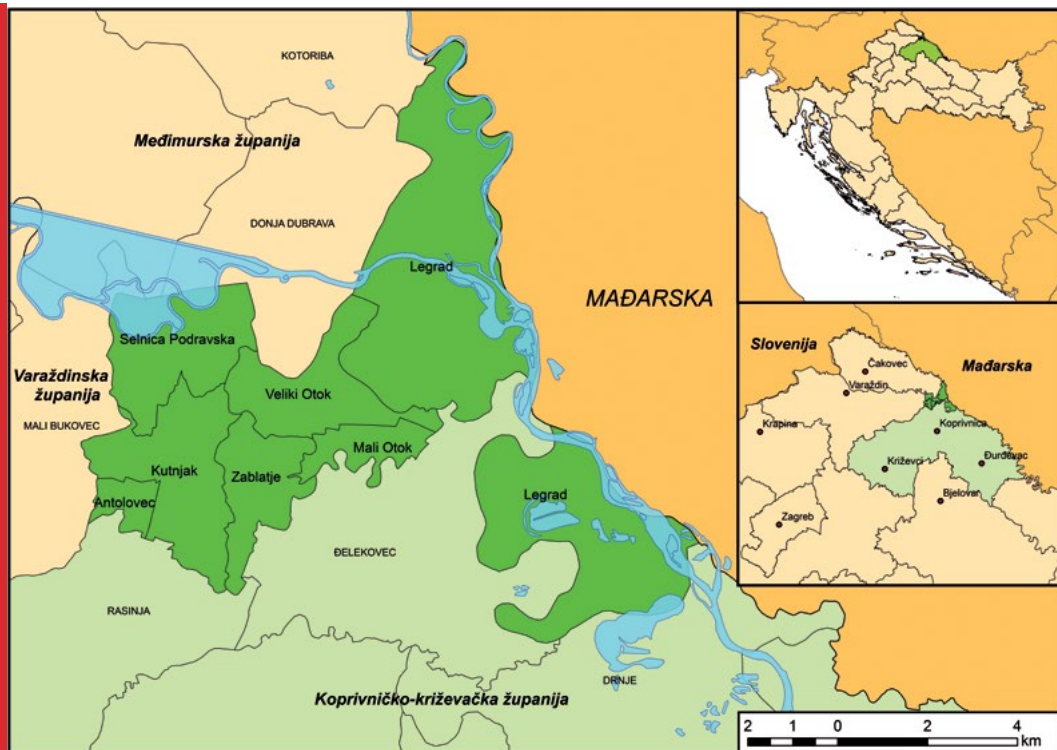 KOTORIBA
Međimurska županija
DONJA DUBRAVA
Legrad
MAĐARSKA
Selnica Podravska
Varaždinska
županija
Veliki Otok
MALI BUKOVEC
Mali Otok
Kutnjak
Zablatje
Antolovec
Legrad
ĐELEKOVEC
RASINJA
DRNJE
Koprivničko-križevačka županija
Slovenija
Mađarska
Čakovec
Varaždin
Krapina
Koprivnica
Križevci
Đurđevac
Bjelovar
Zagreb
2 1 0 2 4
km